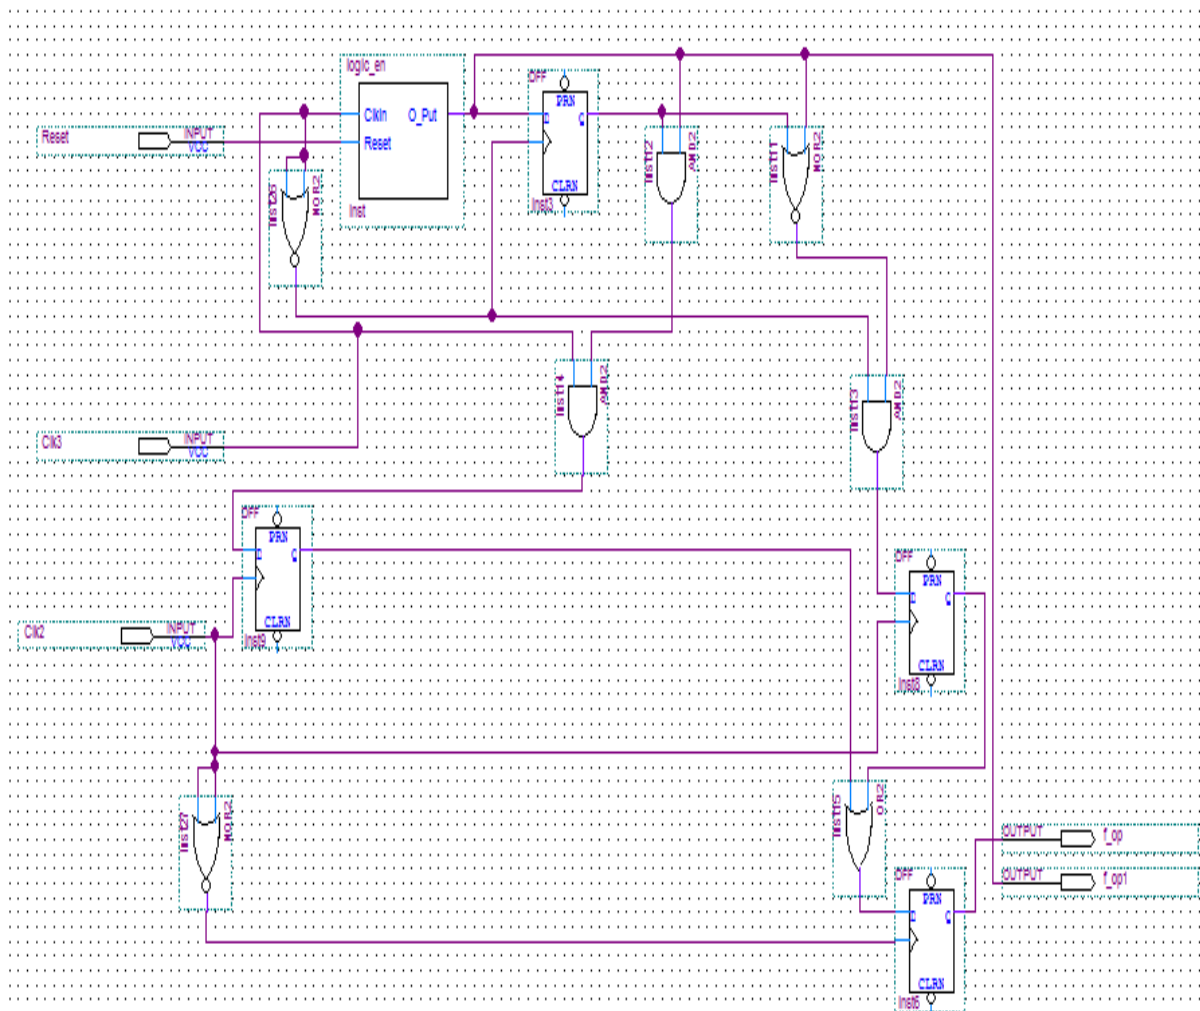 logic_en
ClkIn O_Put
Reset
inst
Reset
INPUT
VCC
DFF
PRN
D Q
CLRN
inst3
AND2
inst12
NOR2
inst11
NOR2
inst26
AND2
inst14
AND2
inst13
Clk3
INPUT
VCC
DFF
PRN
D Q
CLRN
inst9
Clk2
INPUT
VCC
DFF
PRN
D Q
CLRN
inst8
NOR2
inst27
OR2
inst15
OUTPUT
f_op
OUTPUT
f_op1
DFF
PRN
D Q
CLRN
inst6